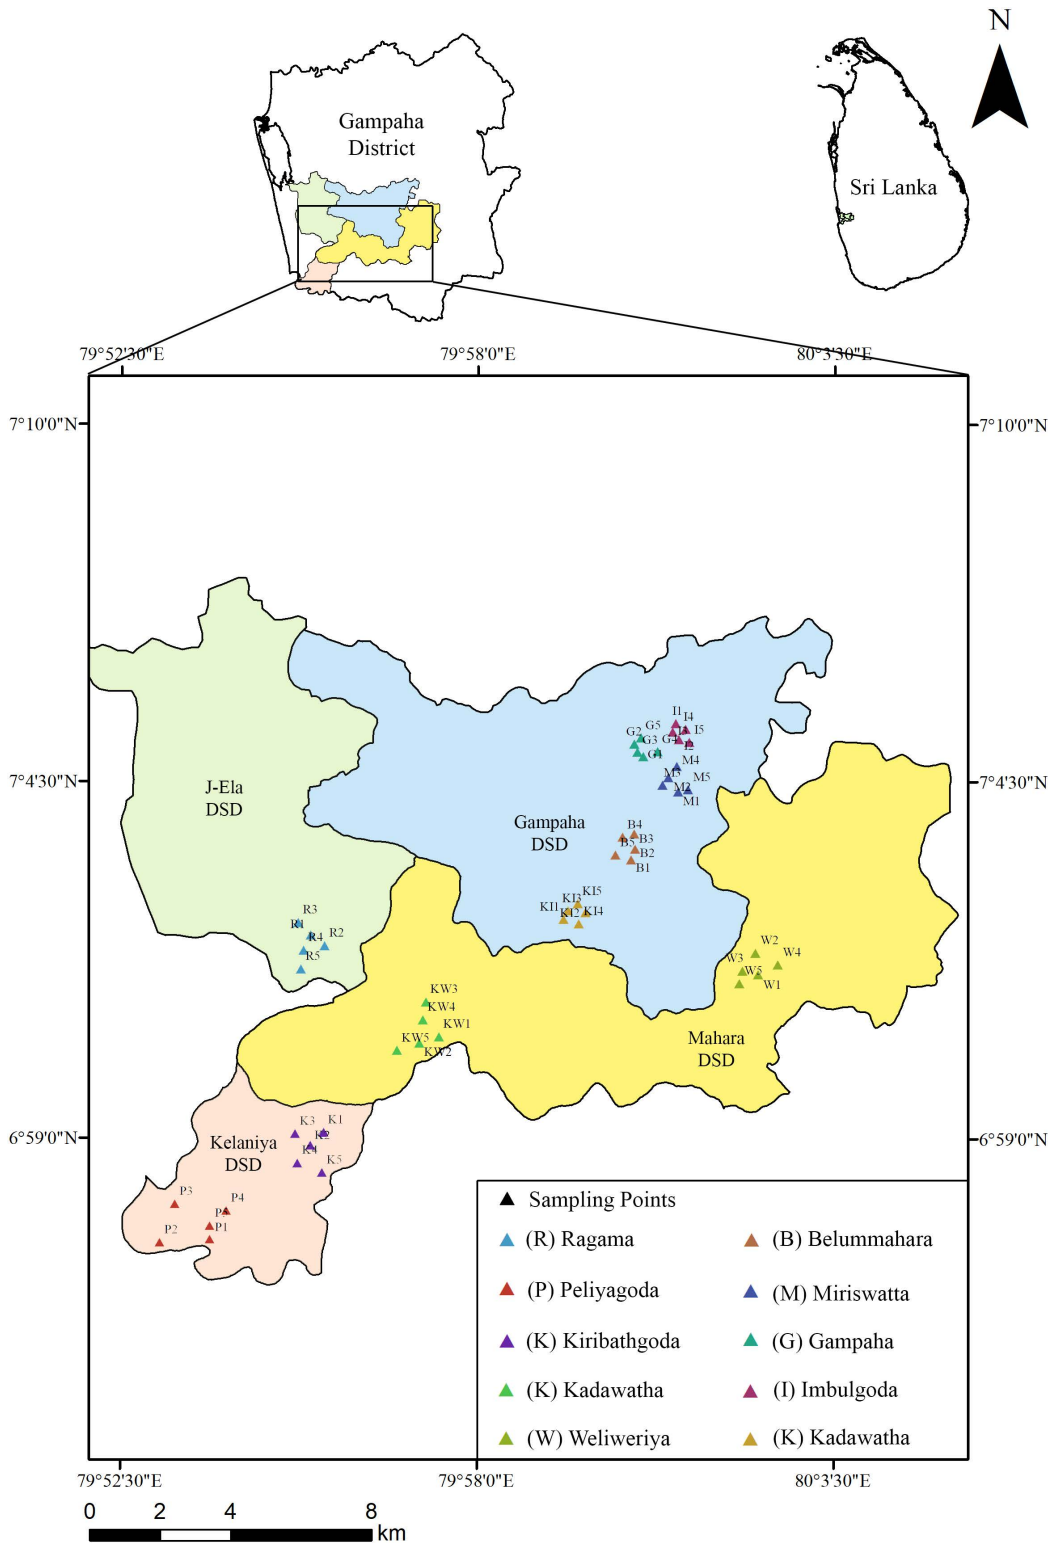 N
Gampaha
District
Sri Lanka
79°52'30"E
79°58'0"E
80°3'30"E
7°10'0"N
7°10'0"N
I1
I4
I3
I5
G5
G2
G4
G3
I2
G1
M4
7°4'30"N
7°4'30"N
M3
M5
M2
M1
J-Ela
DSD
Gampaha
DSD
B4
B3
B5
B2
B1
KI5
KI3
KI1
KI2
KI4
R3
R1
R4
R2
R5
W2
W3
W4
W5
W1
KW3
KW4
KW1
KW5
KW2
Mahara
DSD
K3
K1
K2
6°59'0"N
6°59'0"N
Kelaniya
DSD
K4
K5
P3
P4
P5
P2
P1
Sampling Points
(R) Ragama
(B) Belummahara
(P) Peliyagoda
(M) Miriswatta
(K) Kiribathgoda
(G) Gampaha
(K) Kadawatha
(I) Imbulgoda
(W) Weliweriya
(K) Kadawatha
79°52'30"E
79°58'0"E
80°3'30"E
0 2 4 8
km